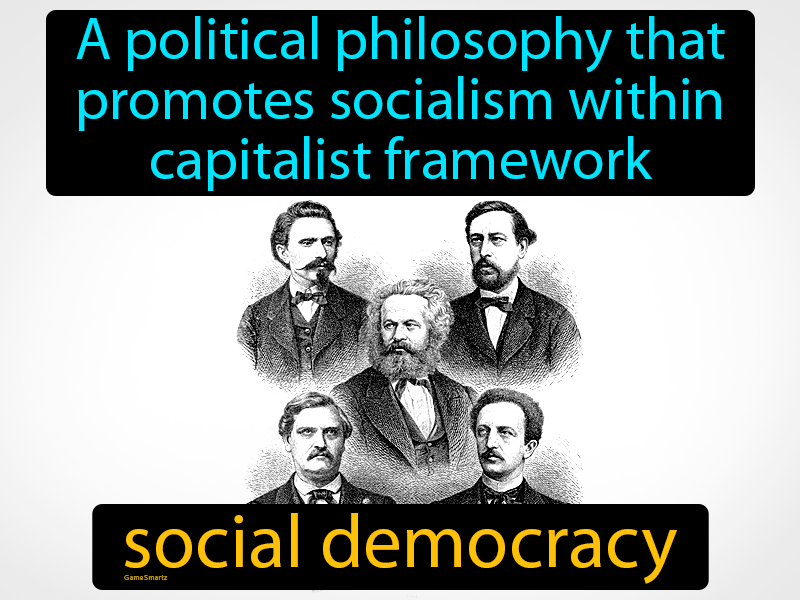 A political philosophy that
promotes socialism within
capitalist framework
social democracy
GameSmartz